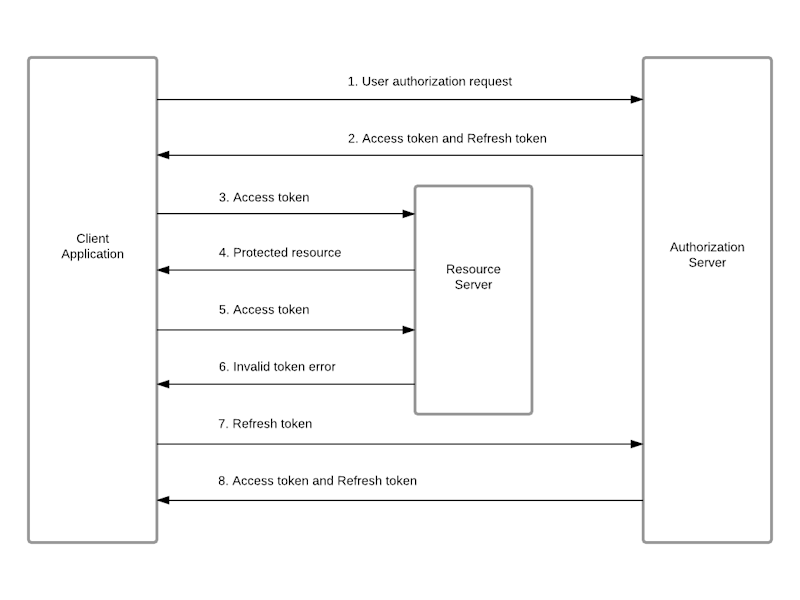 1. User authorization request
2. Access token and Refresh token
3. Access token
4. Protected resource
Client
Application
Authorization
Server
Resource
Server
5. Access token
6. Invalid token error
7. Refresh token
8. Access token and Refresh token